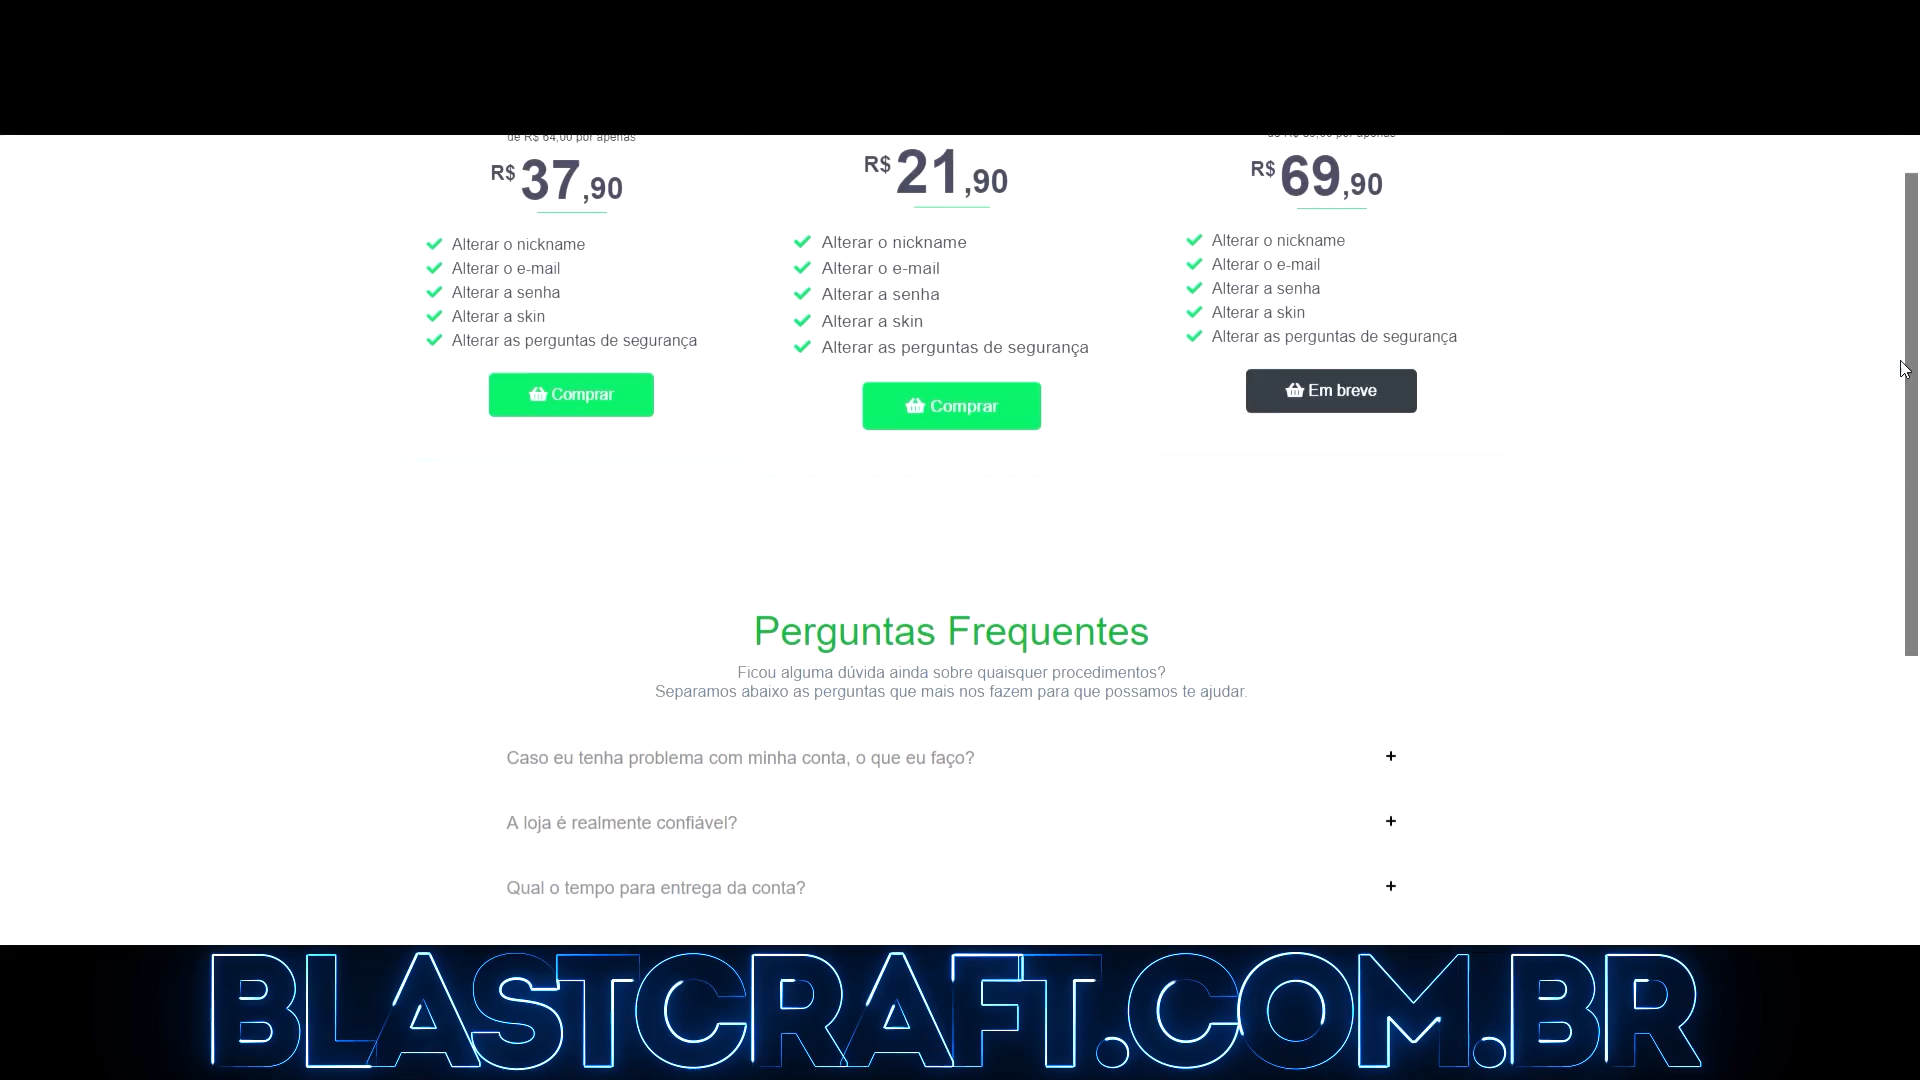 de R$ 64,00 por apenas
R$ 37,90
Alterar o nickname
Alterar o e-mail
Alterar a senha
Alterar a skin
Alterar as perguntas de segurança
Comprar
R$ 21,90
Alterar o nickname
Alterar o e-mail
Alterar a senha
Alterar a skin
Alterar as perguntas de segurança
Comprar
por apenas
R$ 69,90
Alterar o nickname
Alterar o e-mail
Alterar a senha
Alterar a skin
Alterar as perguntas de segurança
Em breve
Perguntas Frequentes
Ficou alguma dúvida ainda sobre quaisquer procedimentos?
Separamos abaixo as perguntas que mais nos fazem para que possamos te ajudar.
Caso eu tenha problema com minha conta, o que eu faço? +
A loja é realmente confiável? +
Qual o tempo para entrega da conta? +
BLASTCRAFT.COM.BR